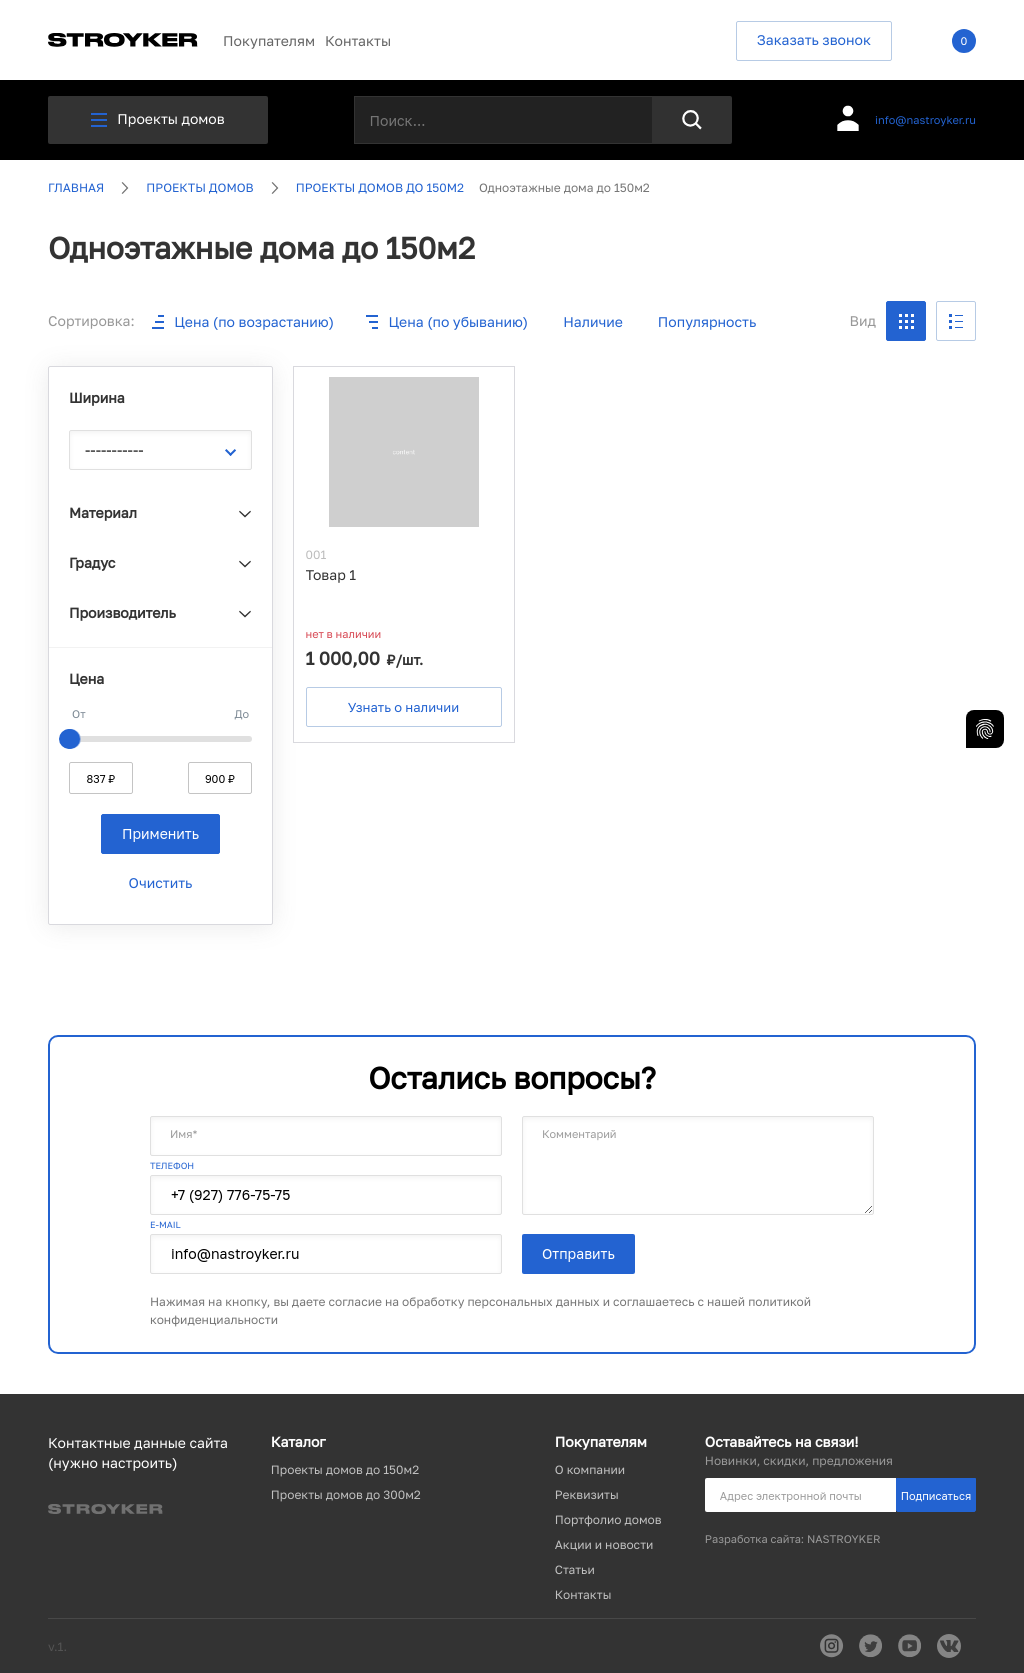 STROYKER
Покупателям Контакты
Заказать звонок
0
Проекты домов
Поиск...
info@nastroyker.ru
ГЛАВНАЯ ПРОЕКТЫ ДОМОВ ПРОЕКТЫ ДОМОВ ДО 150М2 Одноэтажные дома до 150м2
Одноэтажные дома до 150м2
Сортировка: Цена (по возрастанию) Цена (по убыванию) Наличие Популярность Вид
Ширина
-----------
Материал
Градус
Производитель
Цена
От До
837 ₽ 900 ₽
Применить
Очистить
001
Товар 1
нет в наличии
1 000,00 ₽/шт.
Узнать о наличии
Остались вопросы?
Имя*
ТЕЛЕФОН
+7 (927) 776-75-75
E-MAIL
info@nastroyker.ru
Комментарий
Отправить
Нажимая на кнопку, вы даете согласие на обработку персональных данных и соглашаетесь с нашей политикой
конфиденциальности
Контактные данные сайта
(нужно настроить)
STROYKER
Каталог
Проекты домов до 150м2
Проекты домов до 300м2
Покупателям
О компании
Реквизиты
Портфолио домов
Акции и новости
Статьи
Контакты
Оставайтесь на связи!
Новинки, скидки, предложения
Адрес электронной почты Подписаться
Разработка сайта: NASTROYKER
v.1.